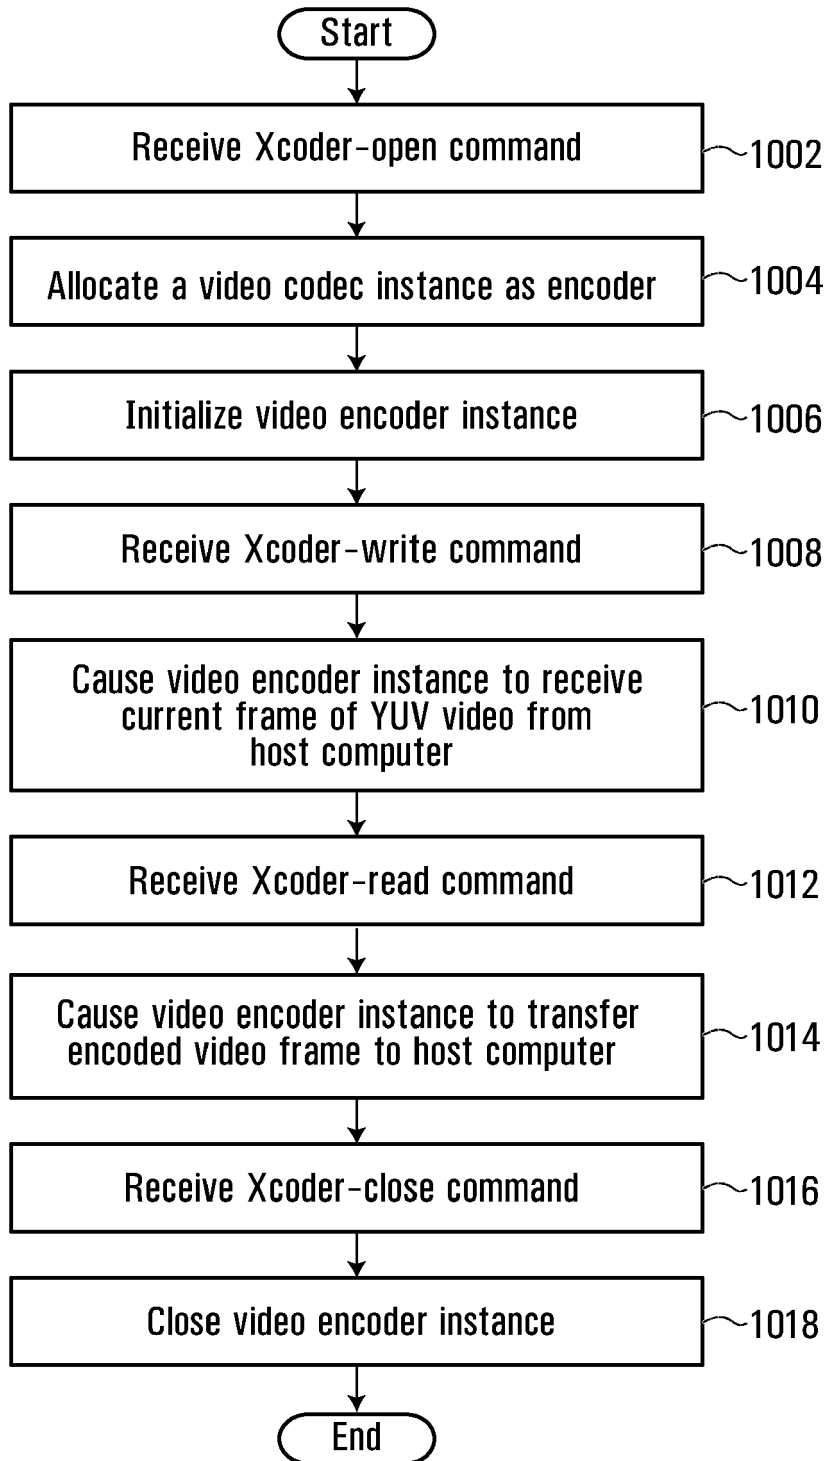 Start
Receive Xcoder-open command
1002
Allocate a video codec instance as encoder
1004
Initialize video encoder instance
1006
Receive Xcoder-write command
1008
Cause video encoder instance to receive
current frame of YUV video from
host computer
1010
Receive Xcoder-read command
1012
Cause video encoder instance to transfer
encoded video frame to host computer
1014
Receive Xcoder-close command
1016
Close video encoder instance
1018
End